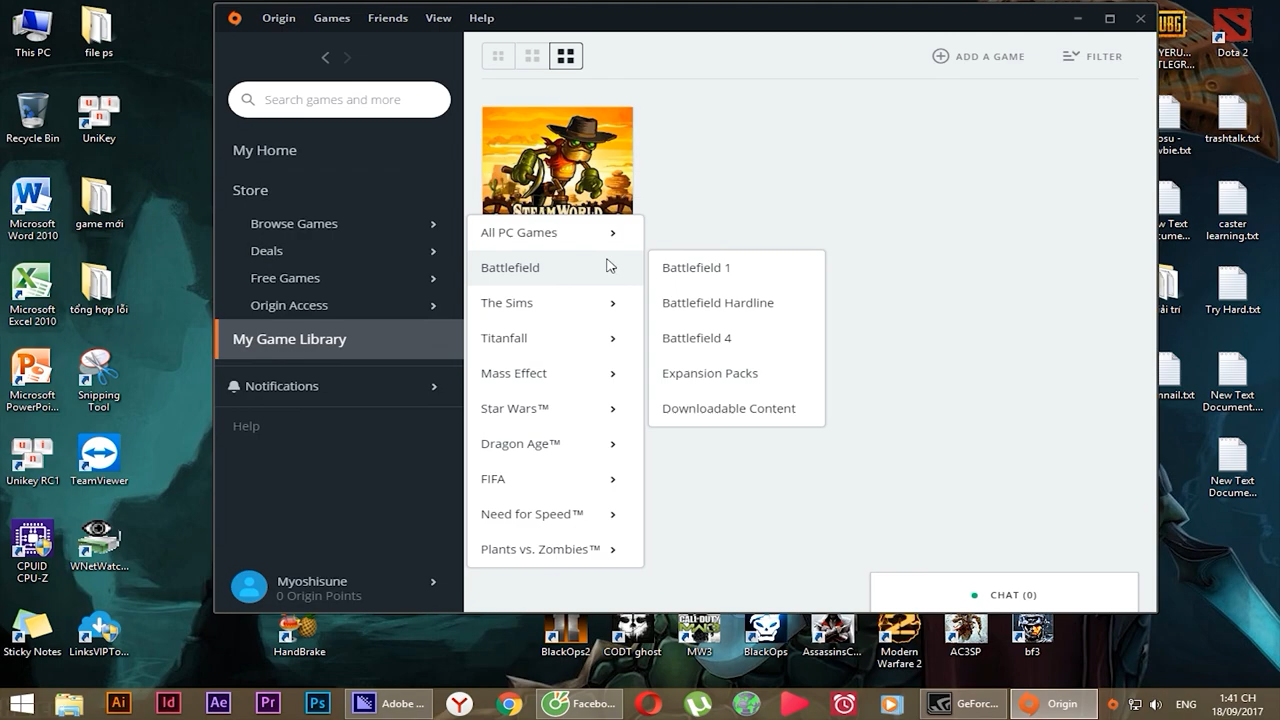 This PC
file ps
Recycle Bin
UniKey
Microsoft
Word 2010
game mới
Microsoft
Excel 2010
tổng hợp lỗi
Microsoft
PowerPoi...
Snipping
Tool
Unikey RC1
TeamViewer
CPUID
CPU-Z
WNetWatc...
Sticky Notes
LinksVIPTo...
HandBrake
Origin
Games
Friends
View
Help
Search games and more
My Home
Store
Browse Games
Deals
Free Games
Origin Access
My Game Library
Notifications
Help
Myoshisune
0 Origin Points
ADD A GAME
FILTER
STEAMWORLD
All PC Games
Battlefield
The Sims
Titanfall
Mass Effect
Star Wars™
Dragon Age™
FIFA
Need for Speed™
Plants vs. Zombies™
Battlefield 1
Battlefield Hardline
Battlefield 4
Expansion Packs
Downloadable Content
CHAT (0)
Dota 2
trashtalk.txt
caster
learning.txt
Try Hard.txt
New Text
Document....
New Text
Docume...
BlackOps2
CODT ghost
MW3
BlackOps
AssassinsC...
Modern
Warfare 2
AC3SP
bf3
Ai
Id
Ae
Pr
Ps
Adobe ...
Facebo...
GeForc...
Origin
ENG
1:41 CH
18/09/2017